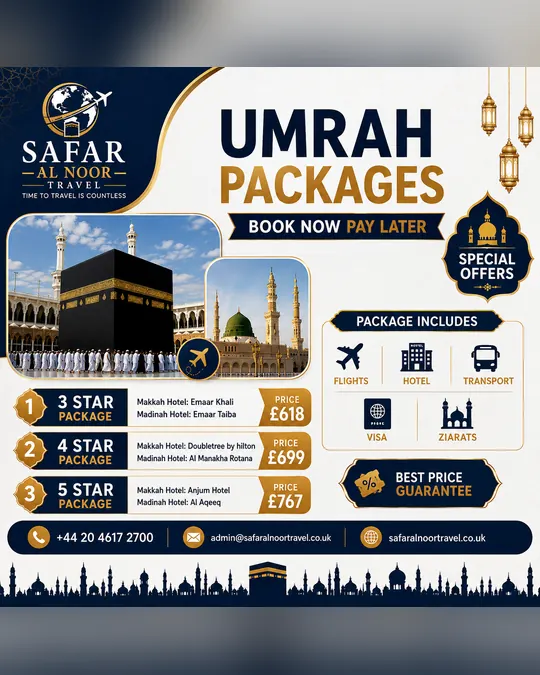 SAFAR
AL NOOR
TRAVEL
TIME TO TRAVEL IS COUNTLESS
UMRAH
PACKAGES
BOOK NOW PAY LATER
SPECIAL
OFFERS
PACKAGE INCLUDES
FLIGHTS
HOTEL
TRANSPORT
VISA
ZIARATS
1
3 STAR
PACKAGE
Makkah Hotel: Emaar Khali
Madinah Hotel: Emaar Taiba
PRICE
£618
2
4 STAR
PACKAGE
Makkah Hotel: Doubletree by hilton
Madinah Hotel: Al Manakha Rotana
PRICE
£699
3
5 STAR
PACKAGE
Makkah Hotel: Anjum Hotel
Madinah Hotel: Al Aqeeq
PRICE
£767
%
BEST PRICE
GUARANTEE
+44 20 4617 2700
admin@safaralnoortravel.co.uk
safaralnoortravel.co.uk